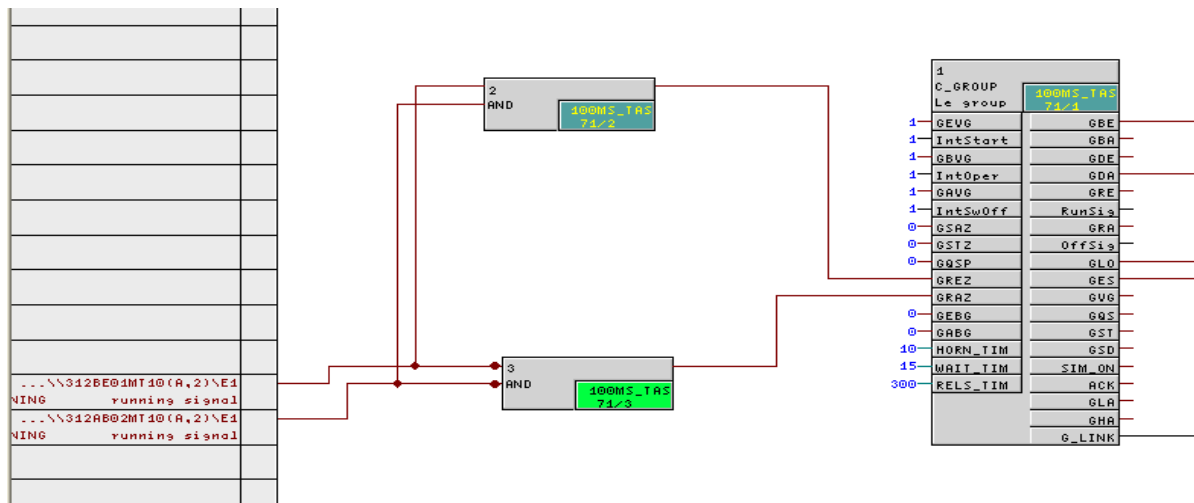 ...\\312BE01MT10(A,2)\E1
NING running signal
...\\312AB02MT10(A,2)\E1
NING running signal
2
AND
100MS_TAS
71/2
3
AND
100MS_TAS
71/3
1
C_GROUP
Le group
100MS_TAS
71/1
1 GEVG GBE
1 IntStart GBA
1 GBVG GDE
1 IntOper GDA
1 GAVG GRE
1 IntSwOff RunSig
0 GSAZ GRA
0 GSTZ OffSig
0 GQSP GLO
GREZ GES
GRAZ GVG
0 GEBG GQS
0 GABG GST
10 HORN_TIM GSD
15 WAIT_TIM SIM_ON
300 RELS_TIM ACK
GLA
GHA
G_LINK